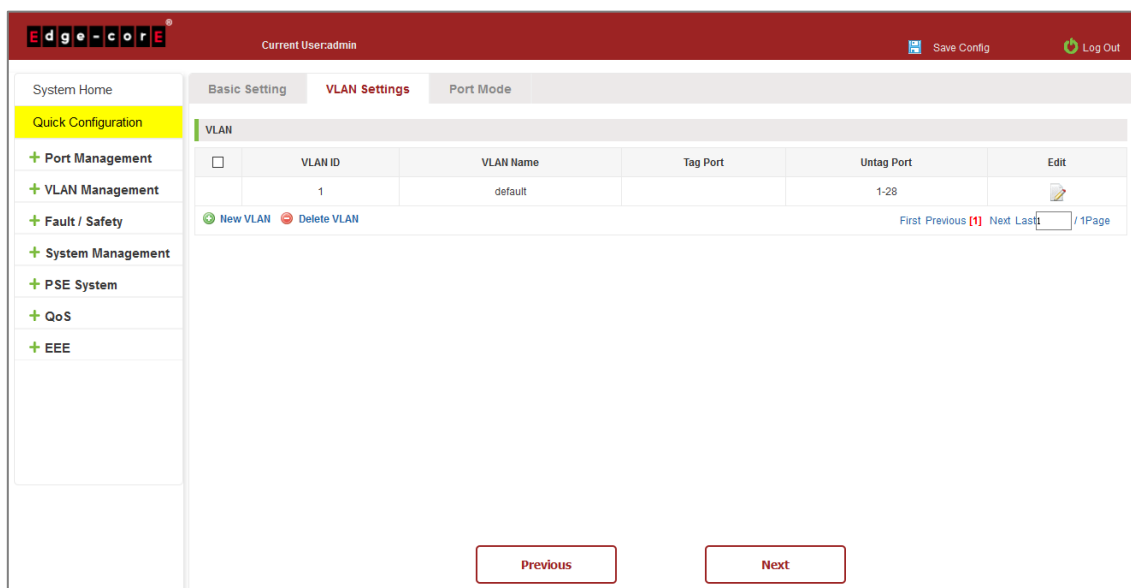 Edge-corE®
Current User:admin
Save Config
Log Out
System Home
Quick Configuration
+ Port Management
+ VLAN Management
+ Fault / Safety
+ System Management
+ PSE System
+ QoS
+ EEE
Basic Setting VLAN Settings Port Mode
VLAN
VLAN ID VLAN Name Tag Port Untag Port Edit
1 default 1-28
New VLAN Delete VLAN
First Previous [1] Next Last 1 / 1Page
Previous Next